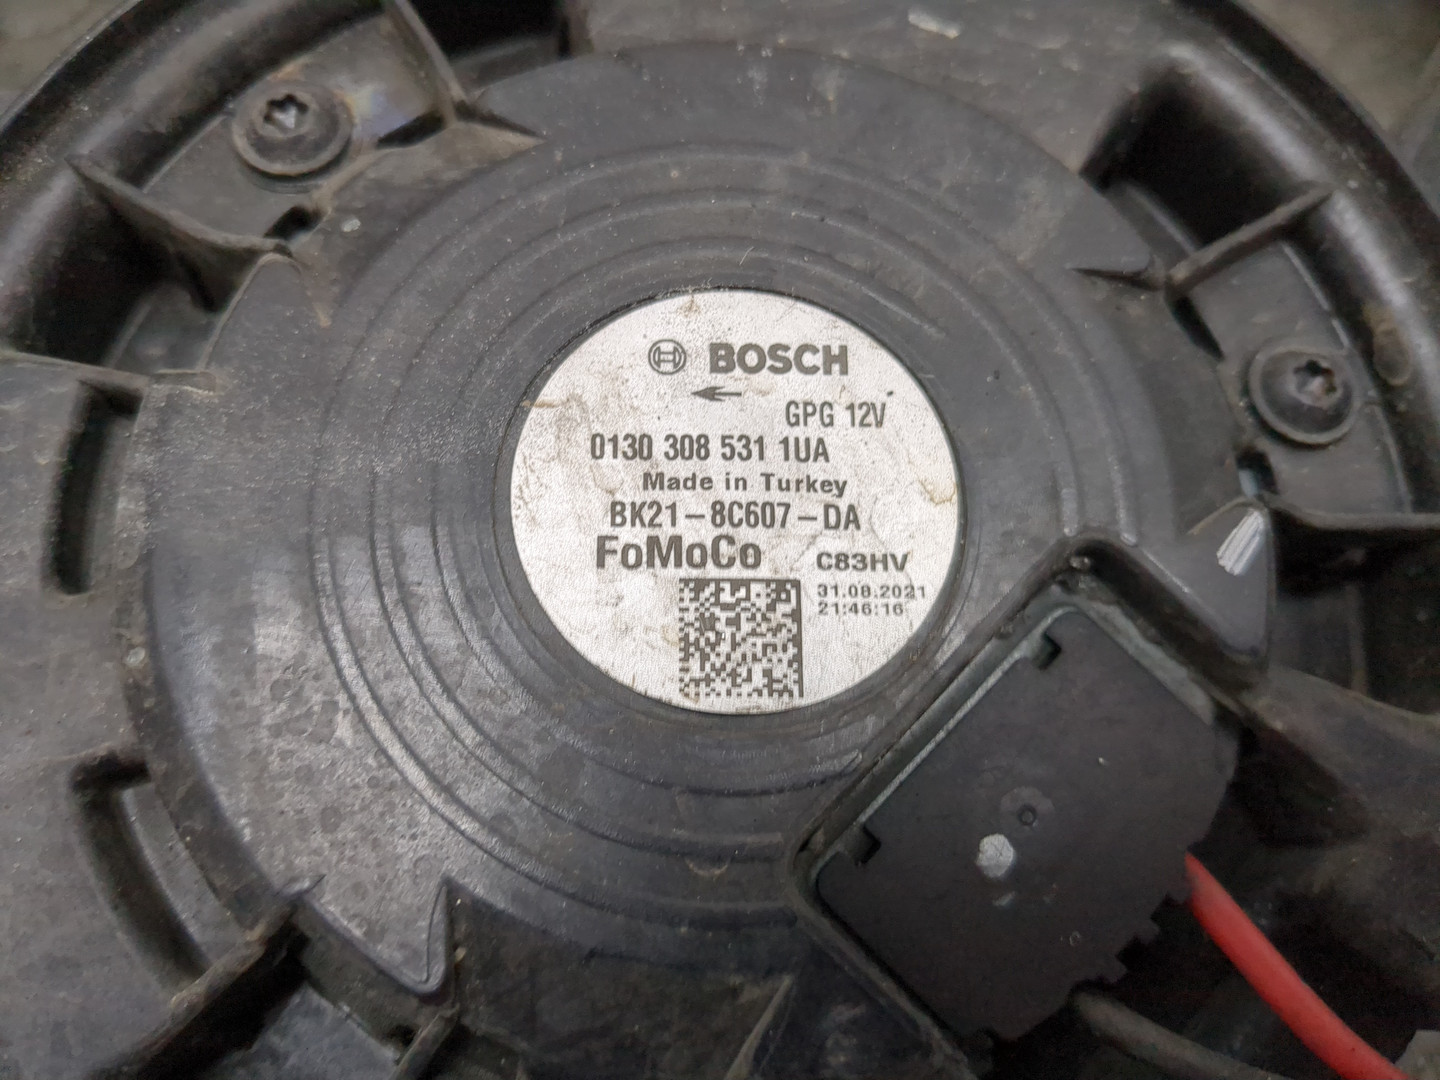 BOSCH
GPG 12V
0130 308 531 1UA
Made in Turkey
BK21-8C607-DA
FoMoCo C83HV
31.08.2021
21:46:16